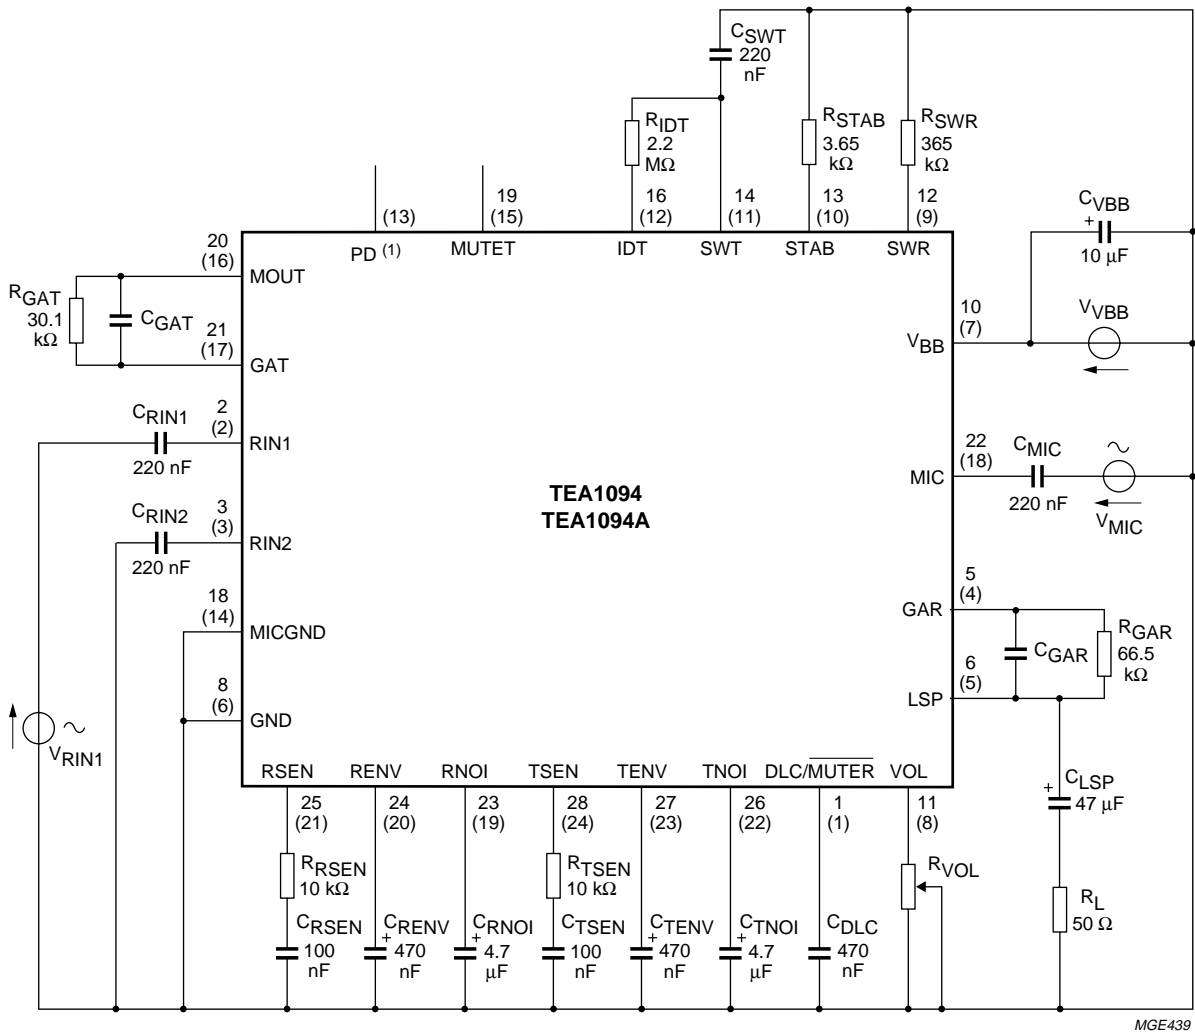 CSWT
220
nF
RIDT
2.2
MΩ
RSTAB
3.65
kΩ
RSWR
365
kΩ
CVBB
+
10 μF
(13)
19
(15)
16
(12)
14
(11)
13
(10)
12
(9)
PD (1)
MUTET
IDT
SWT
STAB
SWR
20
(16)
MOUT
RGAT
30.1
kΩ
CGAT
21
(17)
GAT
10
(7)
VBB
VVBB
CRIN1
220 nF
2
(2)
RIN1
CRIN2
220 nF
3
(3)
RIN2
TEA1094
TEA1094A
22
(18)
MIC
CMIC
220 nF
~
VMIC
18
(14)
MICGND
5
(4)
GAR
CGAR
RGAR
66.5
kΩ
8
(6)
GND
6
(5)
LSP
~
VRIN1
RSEN
RENV
RNOI
TSEN
TENV
TNOI
DLC/MUTER
VOL
25
(21)
24
(20)
23
(19)
28
(24)
27
(23)
26
(22)
1
(1)
11
(8)
+
CLSP
47 μF
RRSEN
10 kΩ
RTSEN
10 kΩ
RVOL
RL
50 Ω
CRSEN
100
nF
CRENV
+
470
nF
CRNOI
+
4.7
μF
CTSEN
100
nF
CTENV
+
470
nF
CTNOI
+
4.7
μF
CDLC
470
nF
MGE439